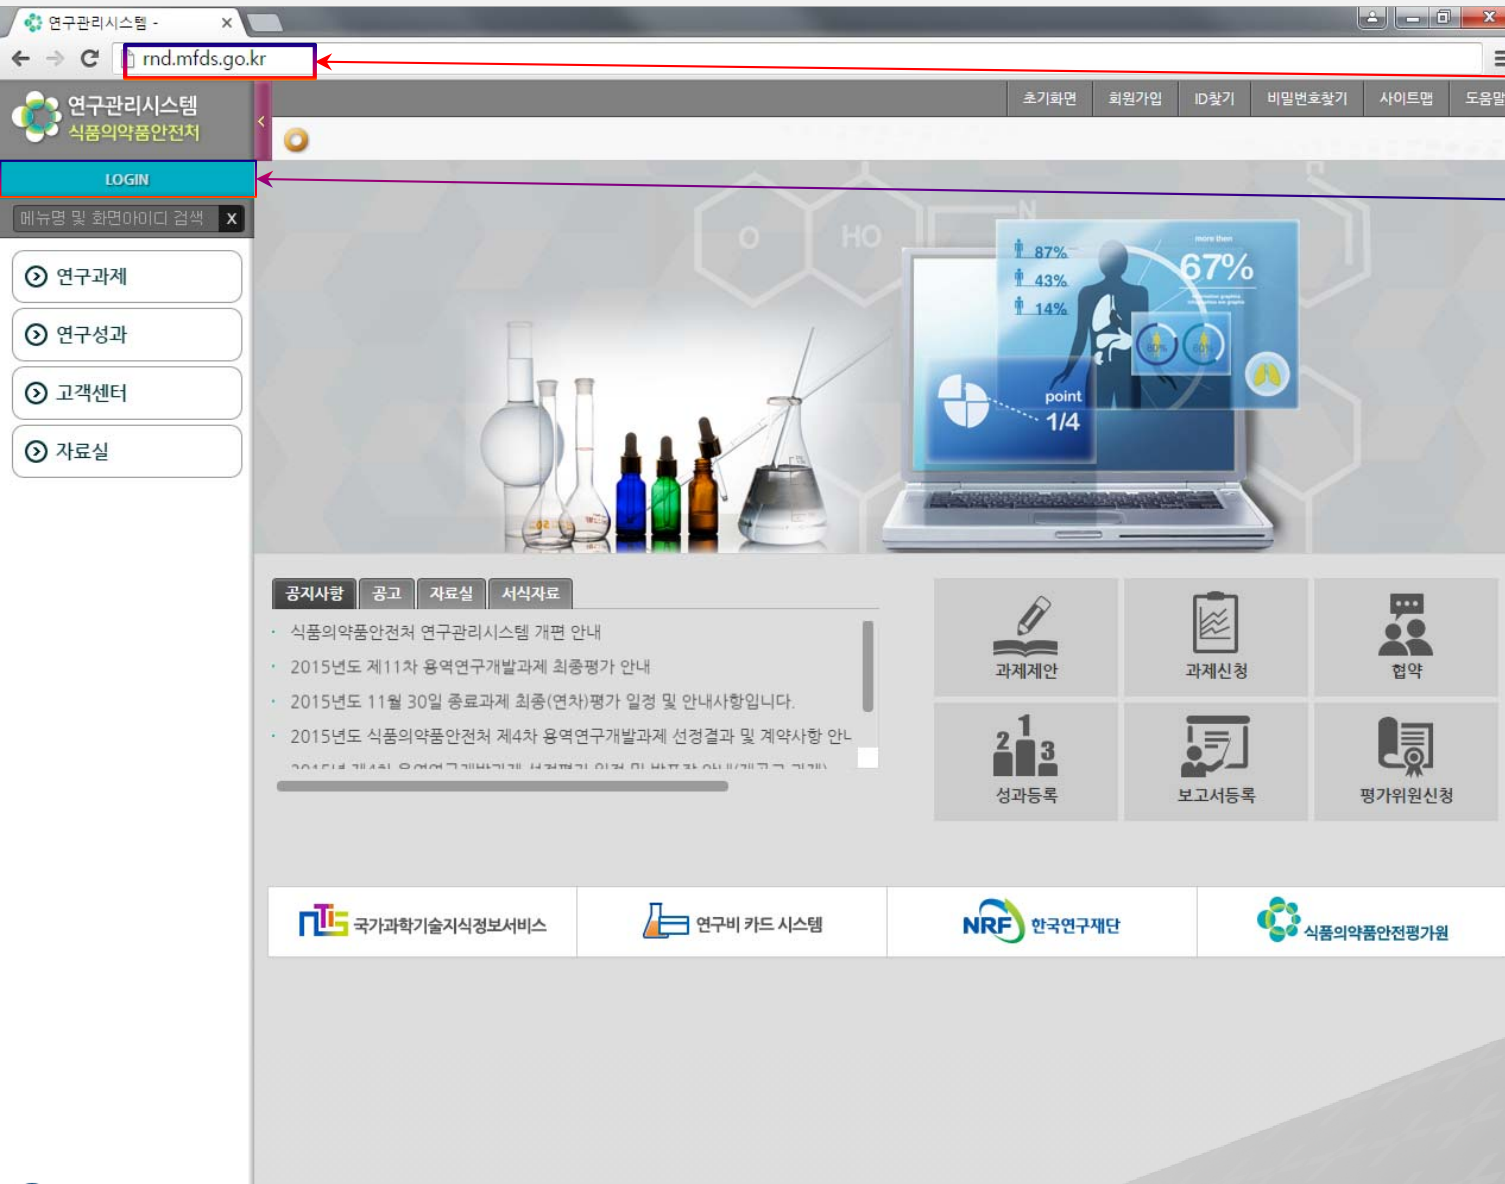 연구관리시스템 -
rnd.mfds.go.kr
연구관리시스템
식품의약품안전처
초기화면 회원가입 ID찾기 비밀번호찾기 사이트맵 도움말
LOGIN
메뉴명 및 화면아이디 검색 X
연구과제
연구성과
고객센터
자료실
O HO N
87%
43%
14%
more then
67%
80% 60%
point
1/4
공지사항 공고 자료실 서식자료
식품의약품안전처 연구관리시스템 개편 안내
2015년도 제11차 용역연구개발과제 최종평가 안내
2015년도 11월 30일 종료과제 최종(연차)평가 일정 및 안내사항입니다.
2015년도 식품의약품안전처 제4차 용역연구개발과제 선정결과 및 계약사항 안
과제제안 과제신청 협약
2 1 3
성과등록 보고서등록 평가위원신청
NTIS 국가과학기술지식정보서비스
연구비 카드 시스템
NRF 한국연구재단
식품의약품안전평가원